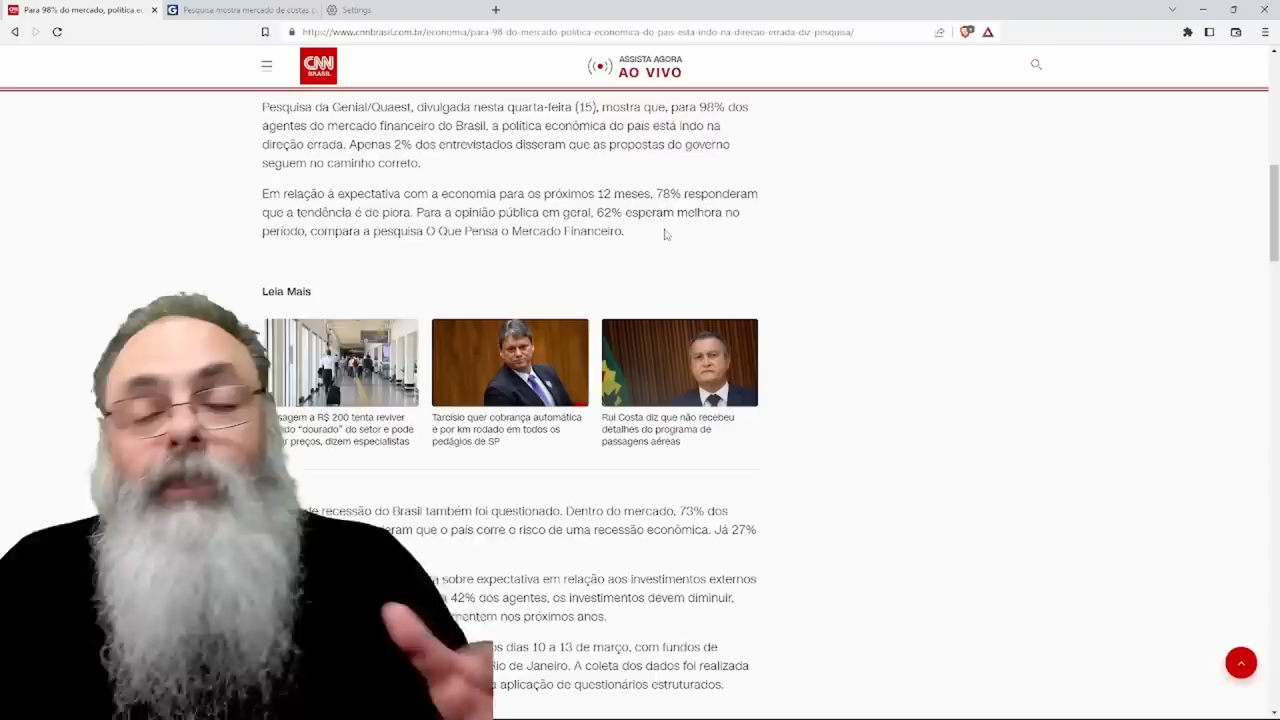 Para 98% do mercado, política ec
Pesquisa mostra mercado de costas
Settings
https://www.cnnbrasil.com.br/economia/para-98-do-mercado-politica-economica-do-pais-esta-indo-na-direcao-errada-diz-pesquisa/
CNN
BRASIL
ASSISTA AGORA
AO VIVO
Pesquisa da Genial/Quaest, divulgada nesta quarta-feira (15), mostra que, para 98% dos
agentes do mercado financeiro do Brasil, a política econômica do país está indo na
direção errada. Apenas 2% dos entrevistados disseram que as propostas do governo
seguem no caminho correto.
Em relação à expectativa com a economia para os próximos 12 meses, 78% responderam
que a tendência é de piora. Para a opinião pública em geral, 62% esperam melhora no
período, compara a pesquisa O Que Pensa o Mercado Financeiro.
Leia Mais
sagem a R$ 200 tenta reviver
do "dourado" do setor e pode
r preços, dizem especialistas
Tarcísio quer cobrança automática
e por km rodado em todos os
pedágios de SP
Rui Costa diz que não recebeu
detalhes do programa de
passagens aéreas
de recessão do Brasil também foi questionado. Dentro do mercado, 73% dos
ram que o país corre o risco de uma recessão econômica. Já 27%
sobre expectativa em relação aos investimentos externos
42% dos agentes, os investimentos devem diminuir,
mentem nos próximos anos.
os dias 10 a 13 de março, com fundos de
Rio de Janeiro. A coleta dos dados foi realizada
aplicação de questionários estruturados.